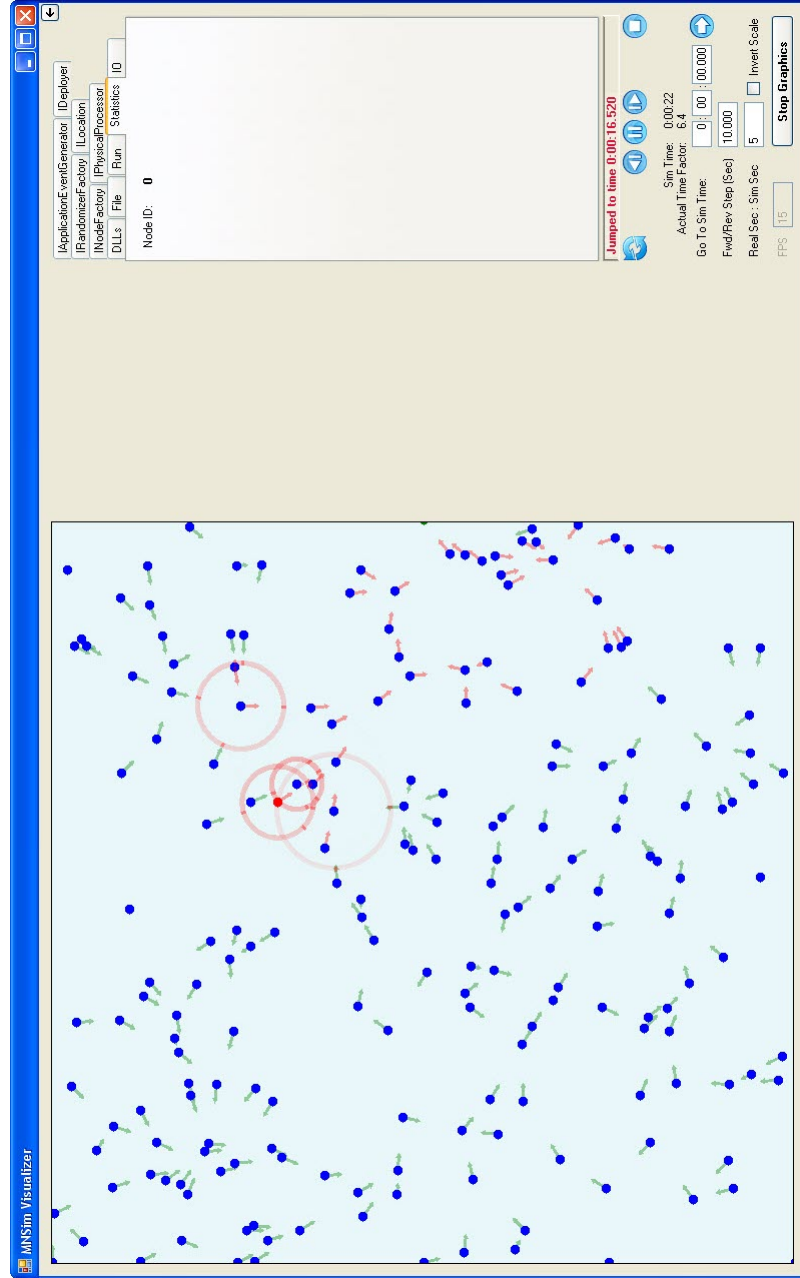 MNSim Visualizer
IApplicationEventGenerator IDeployer
IRandomizerFactory ILocation
INodeFactory IPhysicalProcessor
DLLs File Run Statistics IO
Node ID: 0
Jumped to time 0:00:16.520
Sim Time: 0:00:22
Actual Time Factor: 6.4
Go To Sim Time: 0 : 00 : 00.000
Fwd/Rev Step (Sec) 10.000
Real Sec : Sim Sec 5 Invert Scale
FPS 15 Stop Graphics